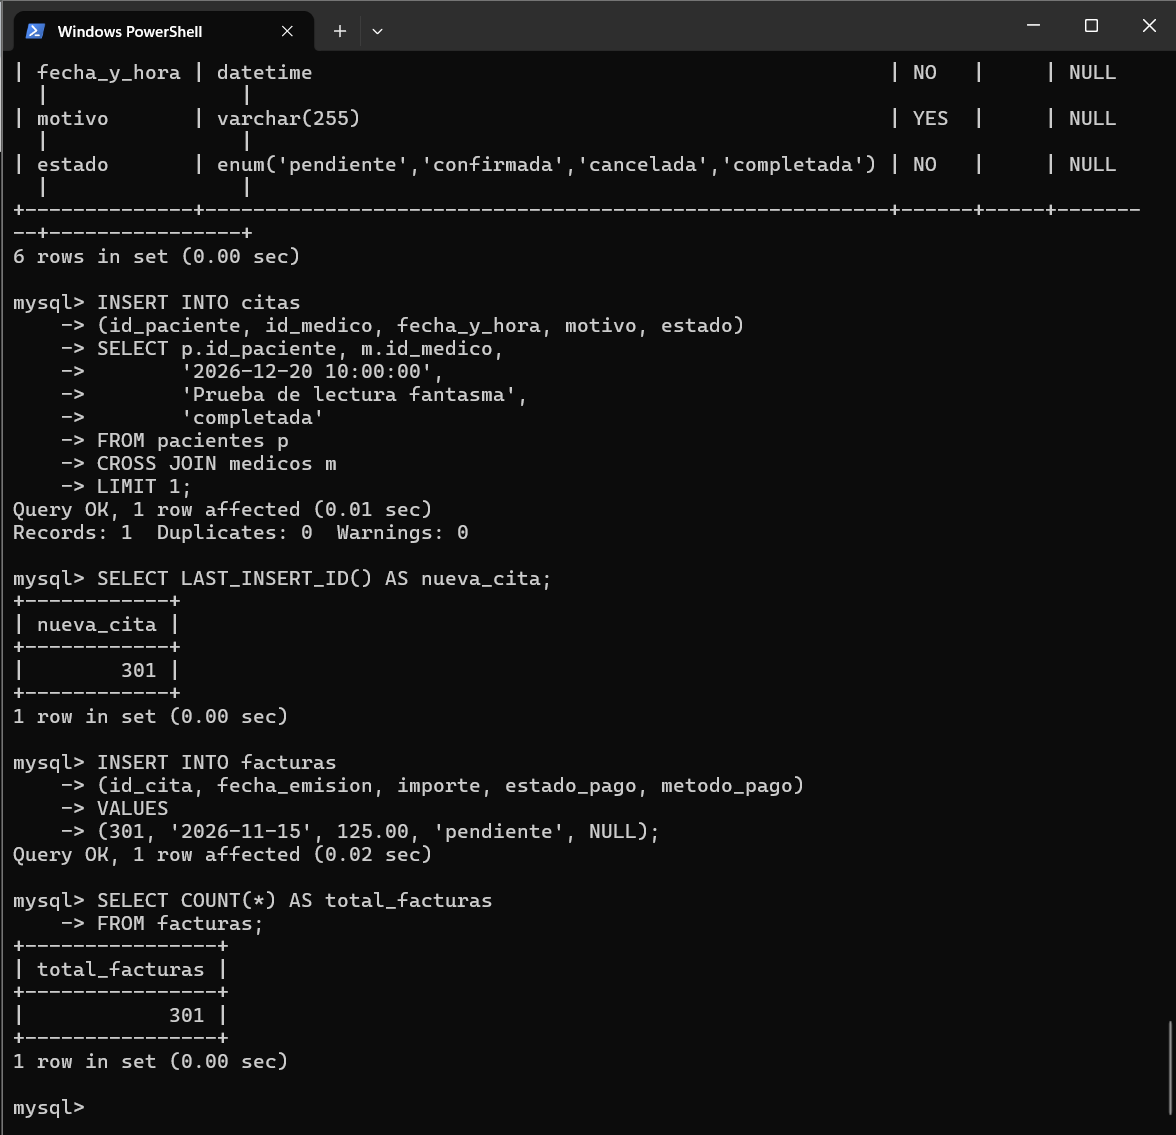 Windows PowerShell
| fecha_y_hora | datetime                                                | NO   |     | NULL
  |                |
| motivo       | varchar(255)                                            | YES  |     | NULL
  |                |
| estado       | enum('pendiente','confirmada','cancelada','completada') | NO   |     | NULL
  |                |
+--------------+---------------------------------------------------------+------+-----+-------
--+----------------+
6 rows in set (0.00 sec)
mysql> INSERT INTO citas
    -> (id_paciente, id_medico, fecha_y_hora, motivo, estado)
    -> SELECT p.id_paciente, m.id_medico,
    ->        '2026-12-20 10:00:00',
    ->        'Prueba de lectura fantasma',
    ->        'completada'
    -> FROM pacientes p
    -> CROSS JOIN medicos m
    -> LIMIT 1;
Query OK, 1 row affected (0.01 sec)
Records: 1  Duplicates: 0  Warnings: 0
mysql> SELECT LAST_INSERT_ID() AS nueva_cita;
+------------+
| nueva_cita |
+------------+
|        301 |
+------------+
1 row in set (0.00 sec)
mysql> INSERT INTO facturas
    -> (id_cita, fecha_emision, importe, estado_pago, metodo_pago)
    -> VALUES
    -> (301, '2026-11-15', 125.00, 'pendiente', NULL);
Query OK, 1 row affected (0.02 sec)
mysql> SELECT COUNT(*) AS total_facturas
    -> FROM facturas;
+----------------+
| total_facturas |
+----------------+
|            301 |
+----------------+
1 row in set (0.00 sec)
mysql>